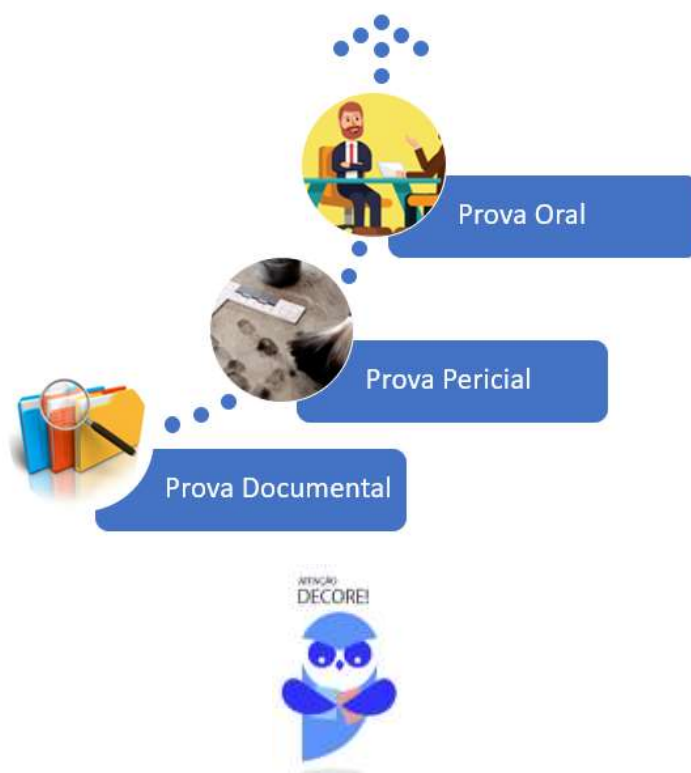 Prova Oral
Prova Pericial
Prova Documental
ATENÇÃO
DECORE!